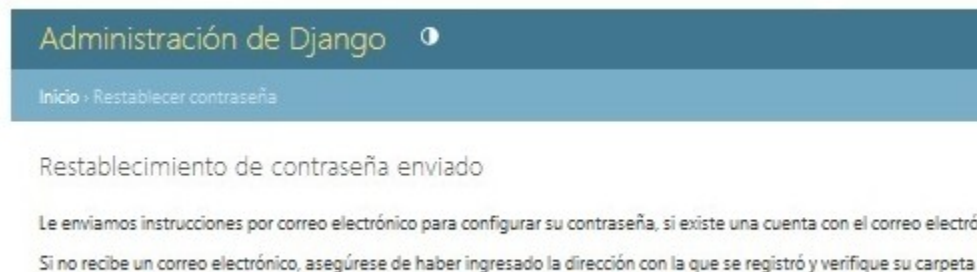 Administración de Django
Inicio › Restablecer contraseña
Restablecimiento de contraseña enviado
Le enviamos instrucciones por correo electrónico para configurar su contraseña, si existe una cuenta con el correo electró
Si no recibe un correo electrónico, asegúrese de haber ingresado la dirección con la que se registró y verifique su carpeta